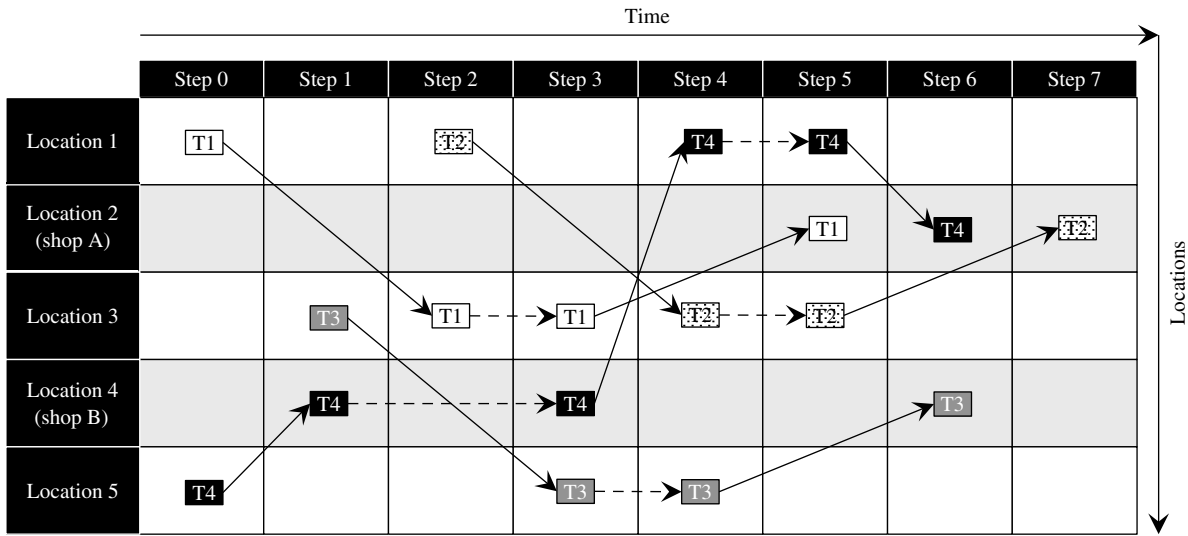 Time
Step 0 Step 1 Step 2 Step 3 Step 4 Step 5 Step 6 Step 7
Location 1
T1 T2 T4 T4
Location 2
(shop A)
T1 T4 T2
Location 3
T3 T1 T1 T2 T2
Location 4
(shop B)
T4 T4 T3
Location 5
T4 T3 T3
Locations